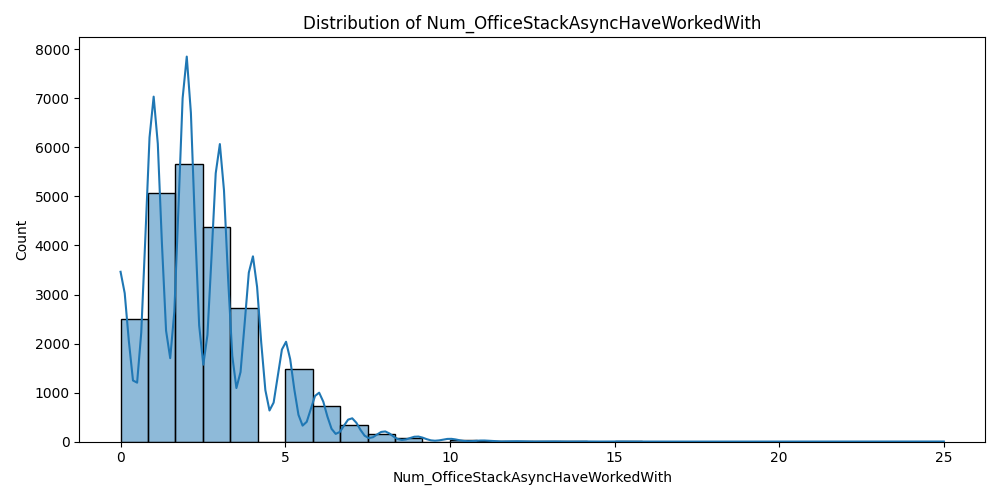 Distribution of Num_OfficeStackAsyncHaveWorkedWith
Count
8000
7000
6000
5000
4000
3000
2000
1000
0
0 5 10 15 20 25
Num_OfficeStackAsyncHaveWorkedWith